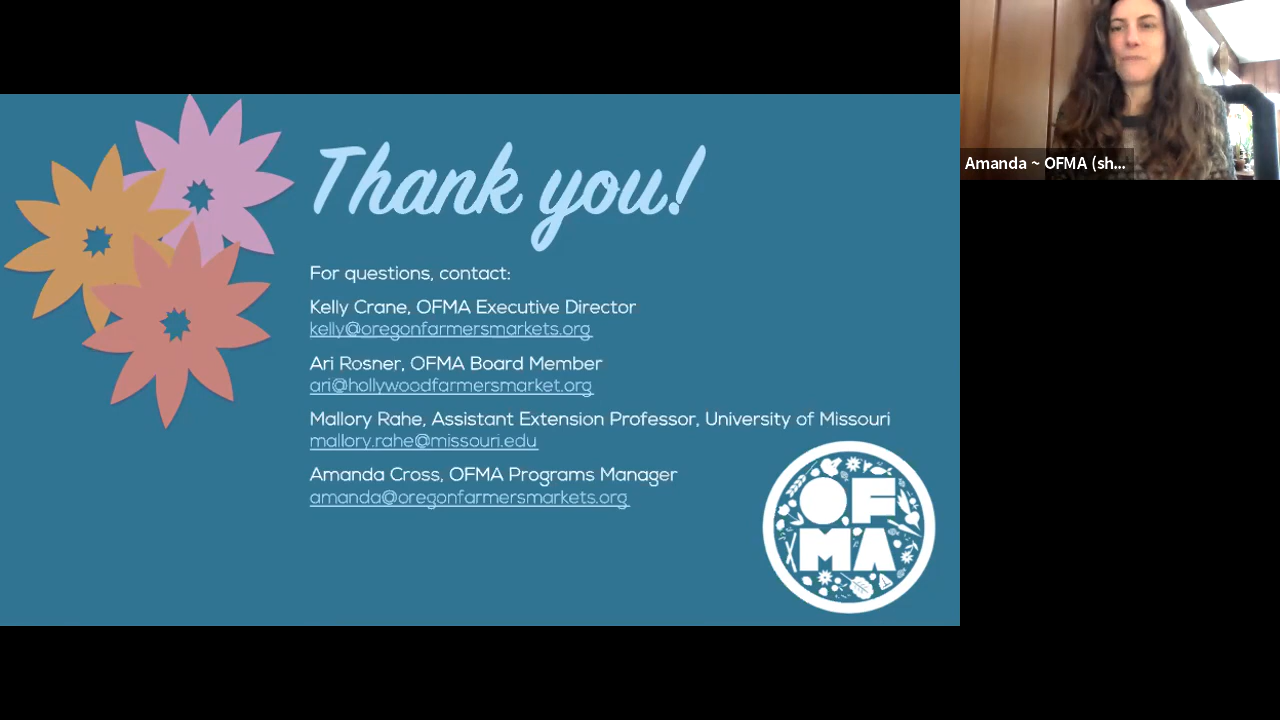 Thank you!
For questions, contact:
Kelly Crane, OFMA Executive Director
kelly@oregonfarmersmarkets.org
Ari Rosner, OFMA Board Member
ari@hollywoodfarmersmarket.org
Mallory Rahe, Assistant Extension Professor, University of Missouri
mallory.rahe@missouri.edu
Amanda Cross, OFMA Programs Manager
amanda@oregonfarmersmarkets.org
OF
MA
Amanda ~ OFMA (sh...